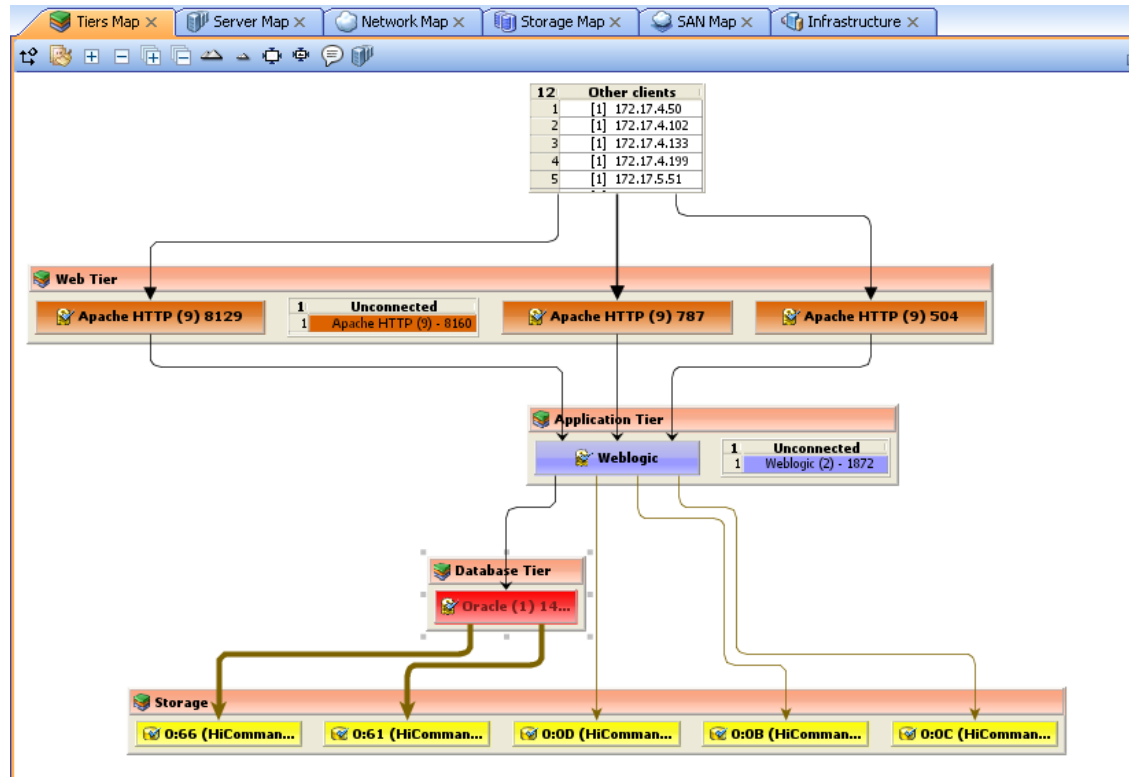 Tiers Map Server Map Network Map Storage Map SAN Map Infrastructure
12 Other clients
1 [1] 172.17.4.50
2 [1] 172.17.4.102
3 [1] 172.17.4.133
4 [1] 172.17.4.199
5 [1] 172.17.5.51
Web Tier
Apache HTTP (9) 8129
1 Unconnected
1 Apache HTTP (9) - 8160
Apache HTTP (9) 787
Apache HTTP (9) 504
Application Tier
Weblogic
1 Unconnected
1 Weblogic (2) - 1872
Database Tier
Oracle (1) 14...
Storage
0:66 (HiComman...
0:61 (HiComman...
0:0D (HiComman...
0:0B (HiComman...
0:0C (HiComman...